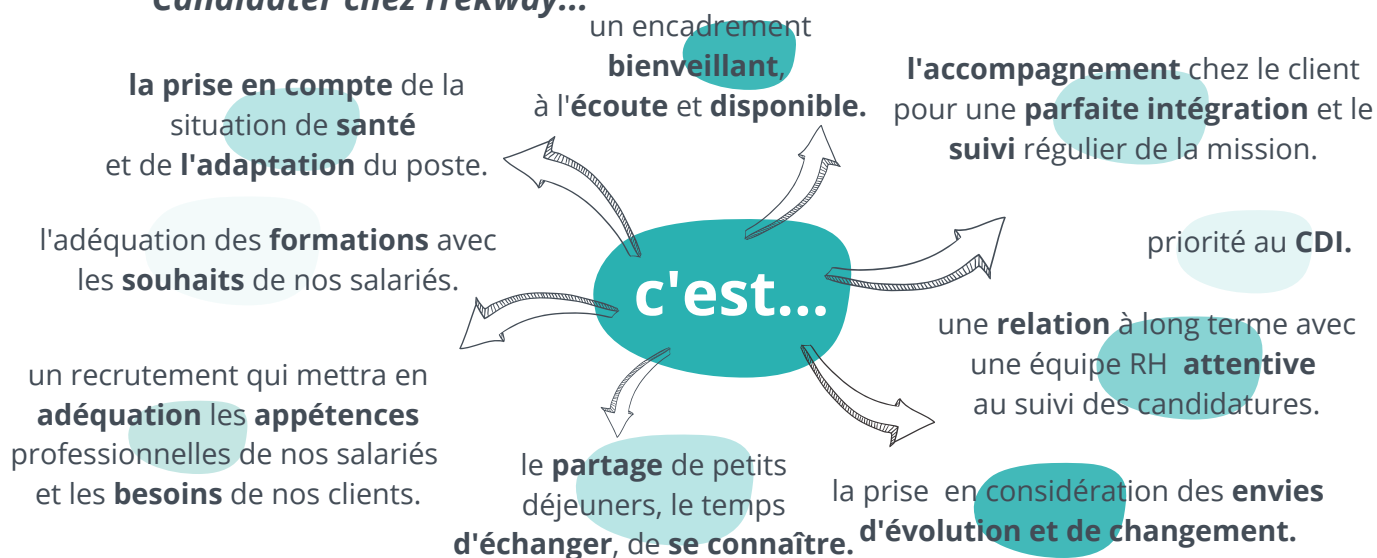 Candidater chez Trekway...
un encadrement
bienveillant,
à l'écoute et disponible.
la prise en compte de la
situation de santé
et de l'adaptation du poste.
l'accompagnement chez le client
pour une parfaite intégration et le
suivi régulier de la mission.
l'adéquation des formations avec
les souhaits de nos salariés.
c'est...
priorité au CDI.
une relation à long terme avec
une équipe RH attentive
au suivi des candidatures.
un recrutement qui mettra en
adéquation les appétences
professionnelles de nos salariés
et les besoins de nos clients.
le partage de petits
déjeuners, le temps
d'échanger, de se connaître.
la prise en considération des envies
d'évolution et de changement.